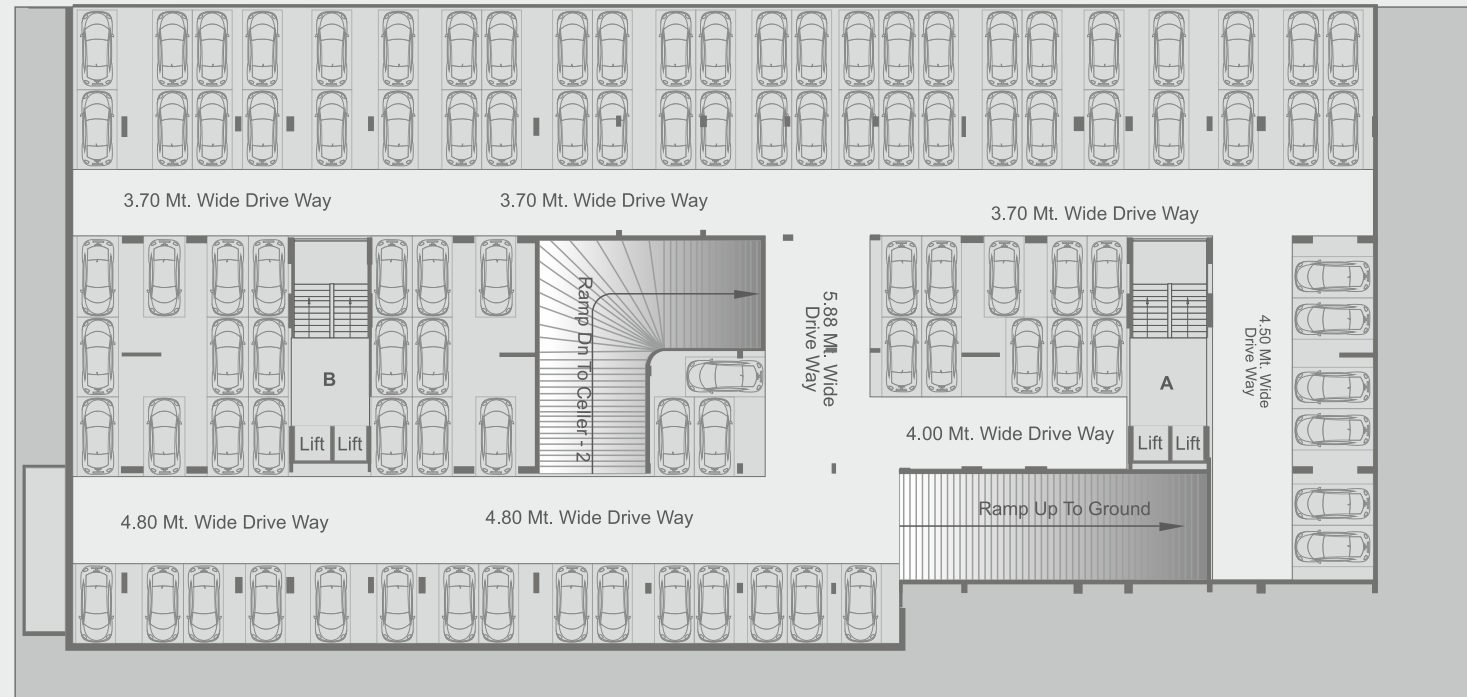 3.70 Mt. Wide Drive Way
3.70 Mt. Wide Drive Way
3.70 Mt. Wide Drive Way
Ramp Dn To Celler - 2
5.88 Mt. Wide
Drive Way
4.50 Mt. Wide
Drive Way
B
A
Lift
Lift
4.00 Mt. Wide Drive Way
Lift
Lift
Ramp Up To Ground
4.80 Mt. Wide Drive Way
4.80 Mt. Wide Drive Way